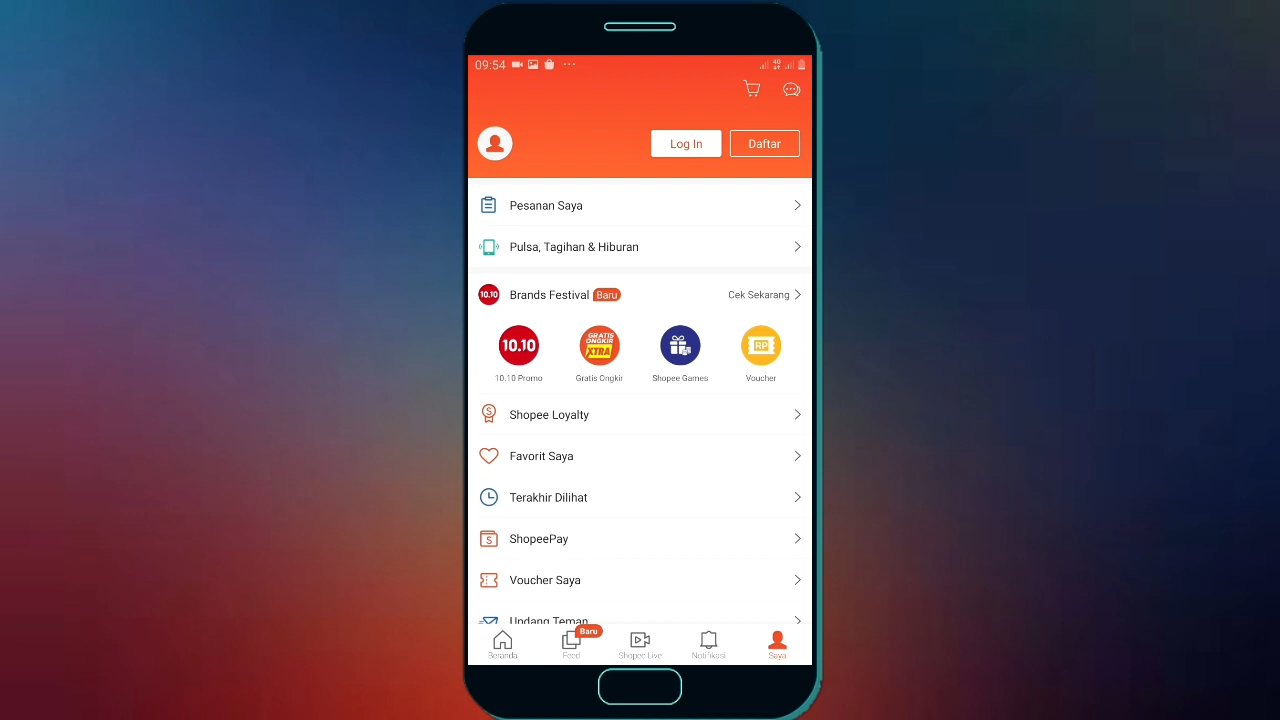 09:54
4G
Log In
Daftar
Pesanan Saya
Pulsa, Tagihan & Hiburan
10.10
Brands Festival Baru
Cek Sekarang
10.10
GRATIS
ONGKIR
XTRA
RP
10.10 Promo
Gratis Ongkir
Shopee Games
Voucher
Shopee Loyalty
Favorit Saya
Terakhir Dilihat
ShopeePay
Voucher Saya
Undang Teman
Baru
Beranda
Feed
Shopee Live
Notifikasi
Saya